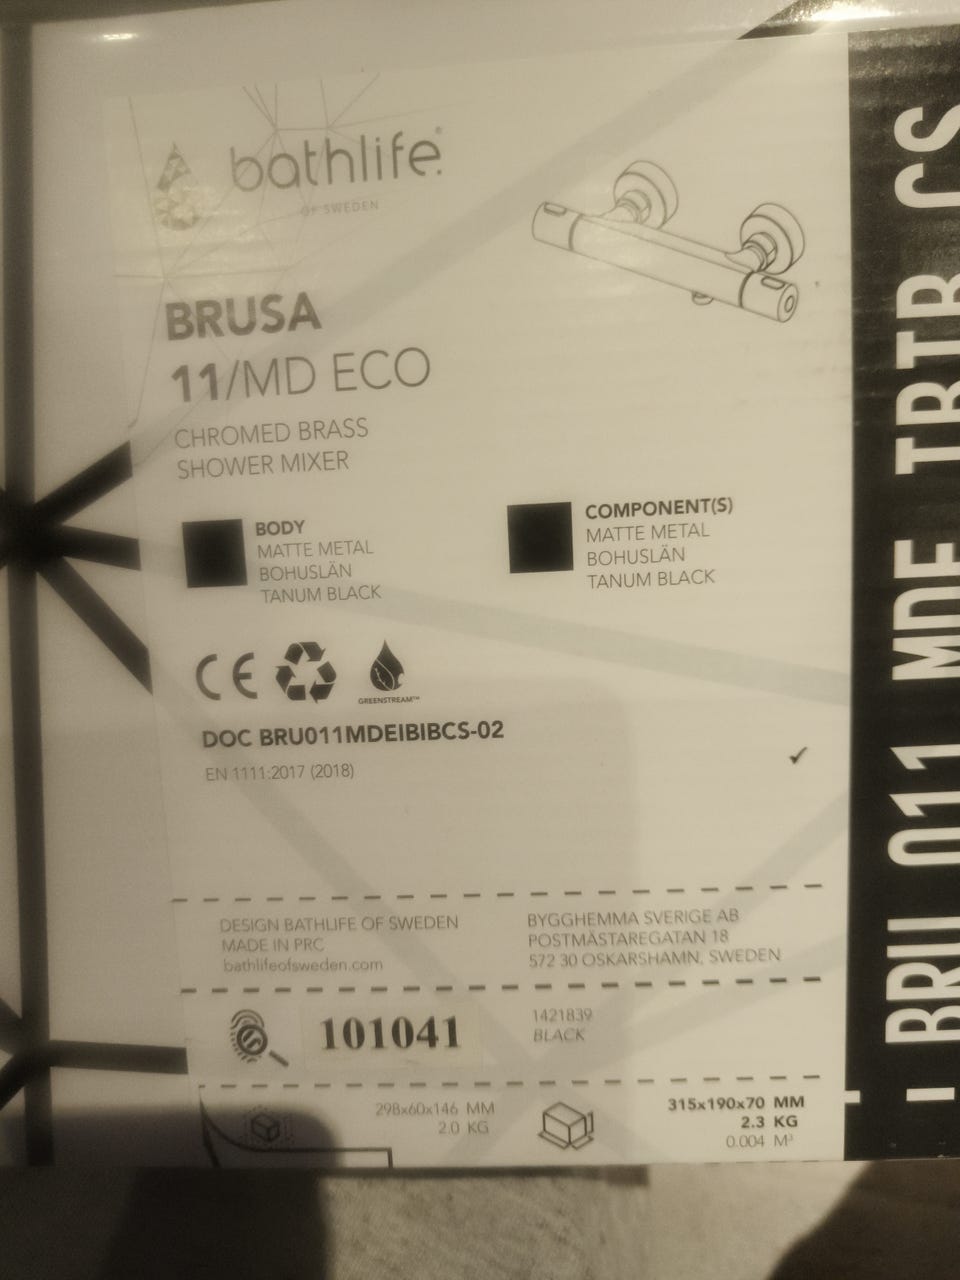 bathlife®
OF SWEDEN
BRUSA
11/MD ECO
CHROMED BRASS
SHOWER MIXER
BODY
MATTE METAL
BOHUSLÄN
TANUM BLACK
COMPONENT(S)
MATTE METAL
BOHUSLÄN
TANUM BLACK
CE
GREENSTREAM™
DOC BRU011MDEIBIBCS-02
EN 1111:2017 (2018)
DESIGN BATHLIFE OF SWEDEN
MADE IN PRC
bathlifeofsweden.com
BYGGHEMMA SVERIGE AB
POSTMÄSTAREGATAN 18
572 30 OSKARSHAMN, SWEDEN
101041
1421839
BLACK
298x60x146 MM
2.0 KG
315x190x70 MM
2.3 KG
0.004 M³
- BRU 011 MDE TBTB CS